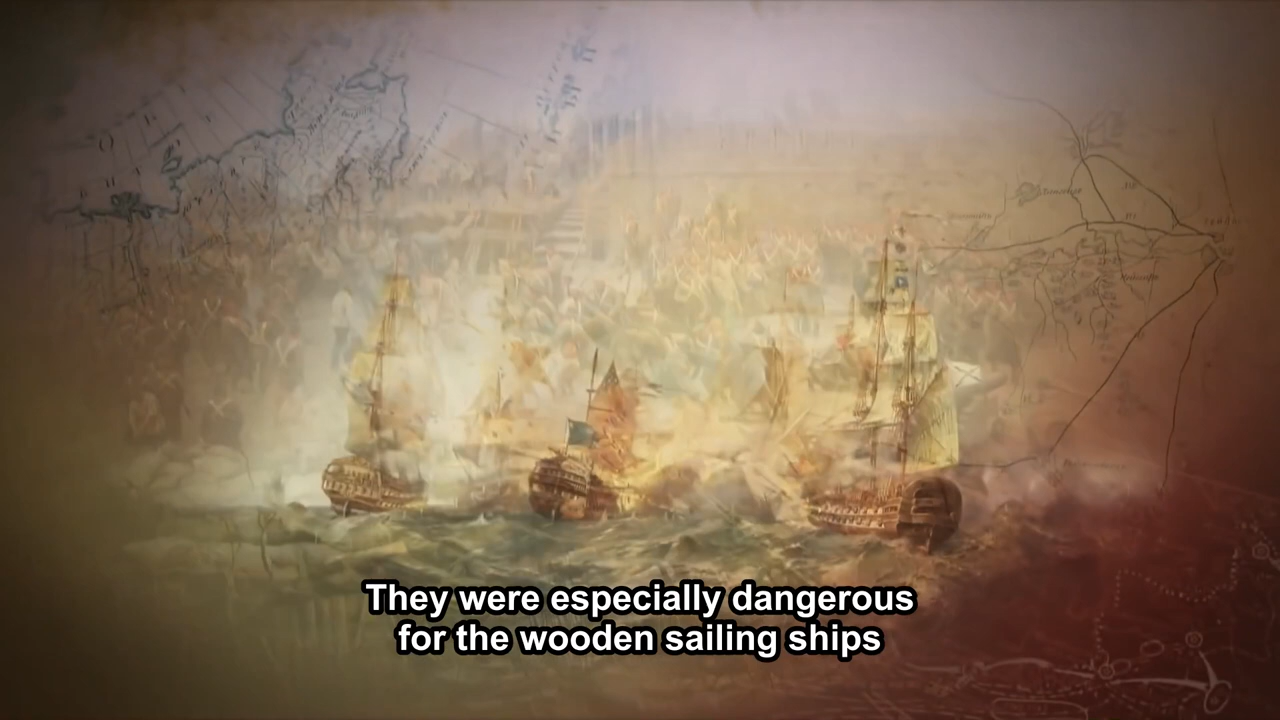 They were especially dangerous
for the wooden sailing ships